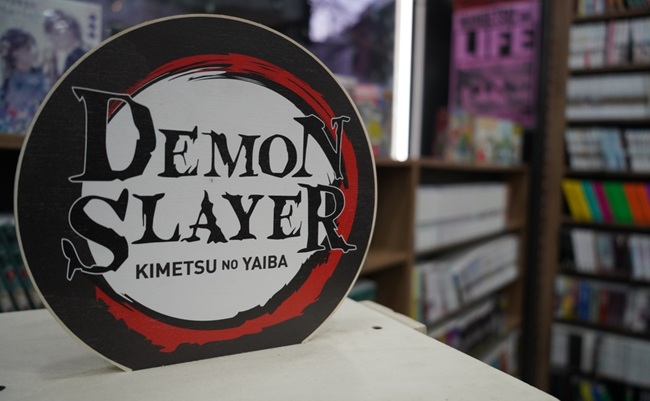 DEMON
SLAYER
KIMETSU NO YAIBA
LIFE